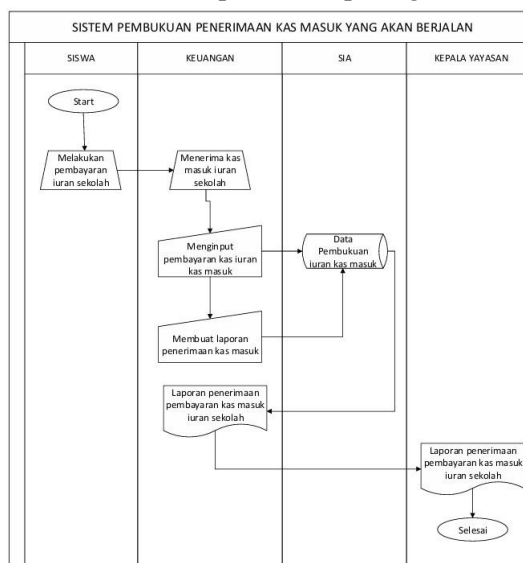 SISTEM PEMBUKUAN PENERIMAAN KAS MASUK YANG AKAN BERJALAN
SISWA
KEUANGAN
SIA
KEPALA YAYASAN
Start
Melakukan
pembayaran
iuran sekolah
Menerima kas
masuk iuran
sekolah
Menginput
pembayaran kas iuran
kas masuk
Data
Pembukuan
iuran kas masuk
Membuat laporan
penerimaan kas masuk
Laporan penerimaan
pembayaran kas masuk
iuran sekolah
Laporan penerimaan
pembayaran kas masuk
iuran sekolah
Selesai